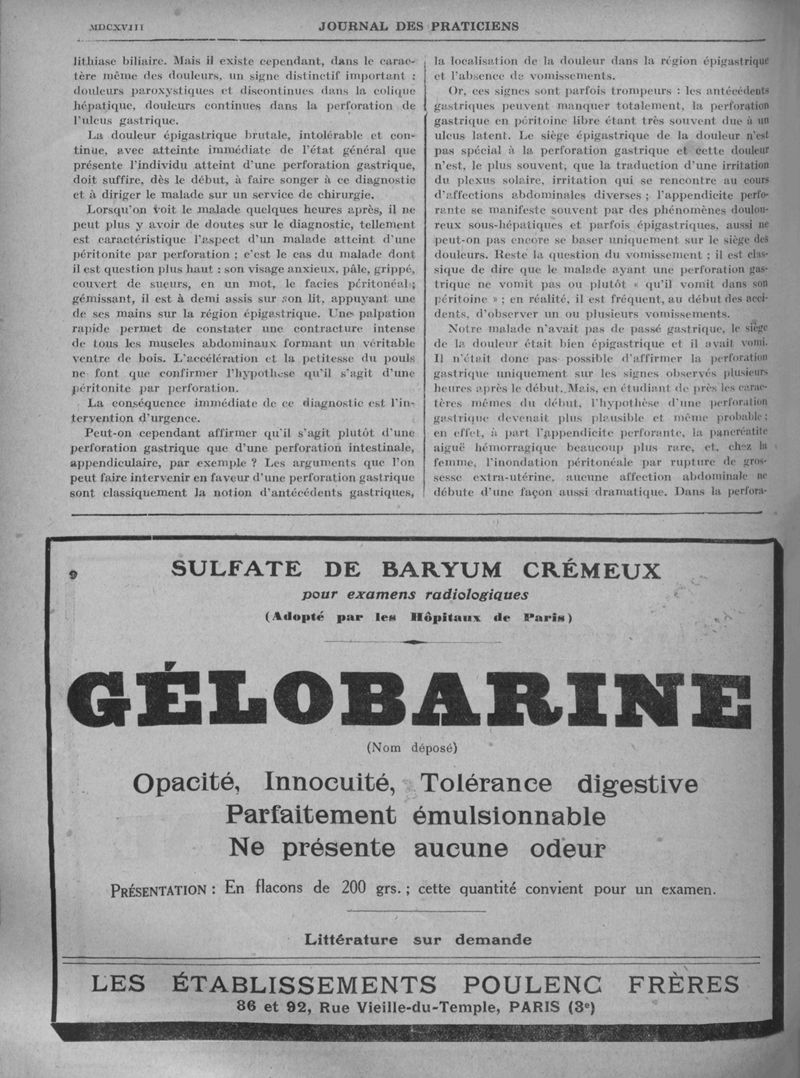 MDCXVIII
JOURNAL DES PRATICIENS
lithiase biliaire. Mais il existe cependant, dans le carac-
tère même des douleurs, un signe distinctif important :
douleurs paroxystiques et discontinues dans la colique
hépatique, douleurs continues dans la perforation de
l'ulcus gastrique.
La douleur épigastrique brutale, intolérable et con-
tinue, avec atteinte immédiate de l'état général que
présente l'individu atteint d'une perforation gastrique,
doit suffire, dès le début, à faire songer à ce diagnostic
et à diriger le malade sur un service de chirurgie.
Lorsqu'on voit le malade quelques heures après, il ne
peut plus y avoir de doutes sur le diagnostic, tellement
est caractéristique l'aspect d'un malade atteint d'une
péritonite par perforation ; c'est le cas du malade dont
il est question plus haut : son visage anxieux, pâle, grippé,
couvert de sueurs, en un mot, le facies péritonéal ;
gémissant, il est à demi assis sur son lit, appuyant une
de ses mains sur la région épigastrique. Une palpation
rapide permet de constater une contracture intense
de tous les muscles abdominaux formant un véritable
ventre de bois. L'accélération et la petitesse du pouls
ne font que confirmer l'hypothèse qu'il s'agit d'une
péritonite par perforation.
La conséquence immédiate de ce diagnostic est l'in-
tervention d'urgence.
Peut-on cependant affirmer qu'il s'agit plutôt d'une
perforation gastrique que d'une perforation intestinale,
appendiculaire, par exemple ? Les arguments que l'on
peut faire intervenir en faveur d'une perforation gastrique
sont classiquement la notion d'antécédents gastriques,
la localisation de la douleur dans la région épigastrique
et l'absence de vomissements.
Or, ces signes sont parfois trompeurs : les antécédents
gastriques peuvent manquer totalement, la perforation
gastrique en péritoine libre étant très souvent due à un
ulcus latent. Le siège épigastrique de la douleur n'est
pas spécial à la perforation gastrique et cette douleur
n'est, le plus souvent, que la traduction d'une irritation
du plexus solaire, irritation qui se rencontre au cours
d'affections abdominales diverses ; l'appendicite perfo-
rante se manifeste souvent par des phénomènes doulou-
reux sous-hépatiques et parfois épigastriques, aussi ne
peut-on pas encore se baser uniquement sur le siège des
douleurs. Reste la question du vomissement ; il est clas-
sique de dire que le malade ayant une perforation gas-
trique ne vomit pas ou plutôt « qu'il vomit dans son
péritoine » ; en réalité, il est fréquent, au début des acci-
dents, d'observer un ou plusieurs vomissements.
Notre malade n'avait pas de passé gastrique, le siège
de la douleur était bien épigastrique et il avait vomi.
Il n'était donc pas possible d'affirmer la perforation
gastrique uniquement sur les signes observés plusieurs
heures après le début. Mais, en étudiant de près les carac-
tères mêmes du début, l'hypothèse d'une perforation
gastrique devenait plus plausible et même probable ;
en effet, à part l'appendicite perforante, la pancréatite
aiguë hémorragique beaucoup plus rare, et, chez la
femme, l'inondation péritonéale par rupture de gros-
sesse extra-utérine, aucune affection abdominale ne
débute d'une façon aussi dramatique. Dans la perfora-
9
SULFATE DE BARYUM CRÉMEUX
pour examens radiologiques
(Adopté par les Hôpitaux de Paris)
GÉLOBARINE
(Nom déposé)
Opacité, Innocuité, Tolérance digestive
Parfaitement émulsionnable
Ne présente aucune odeur
PRÉSENTATION : En flacons de 200 grs. ; cette quantité convient pour un examen.
Littérature sur demande
LES ÉTABLISSEMENTS POULENC FRÈRES
86 et 92, Rue Vieille-du-Temple, PARIS (3e)